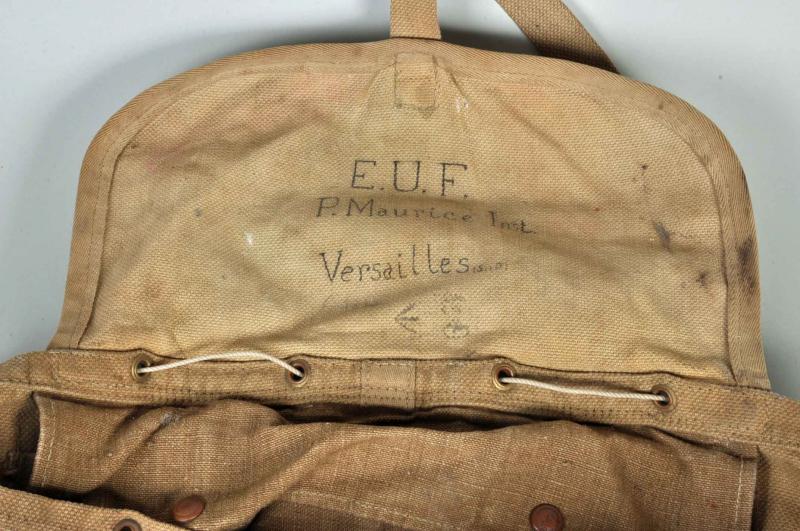 E.U.F.
P. Maurice Inst.
Versailles (S.&O.)